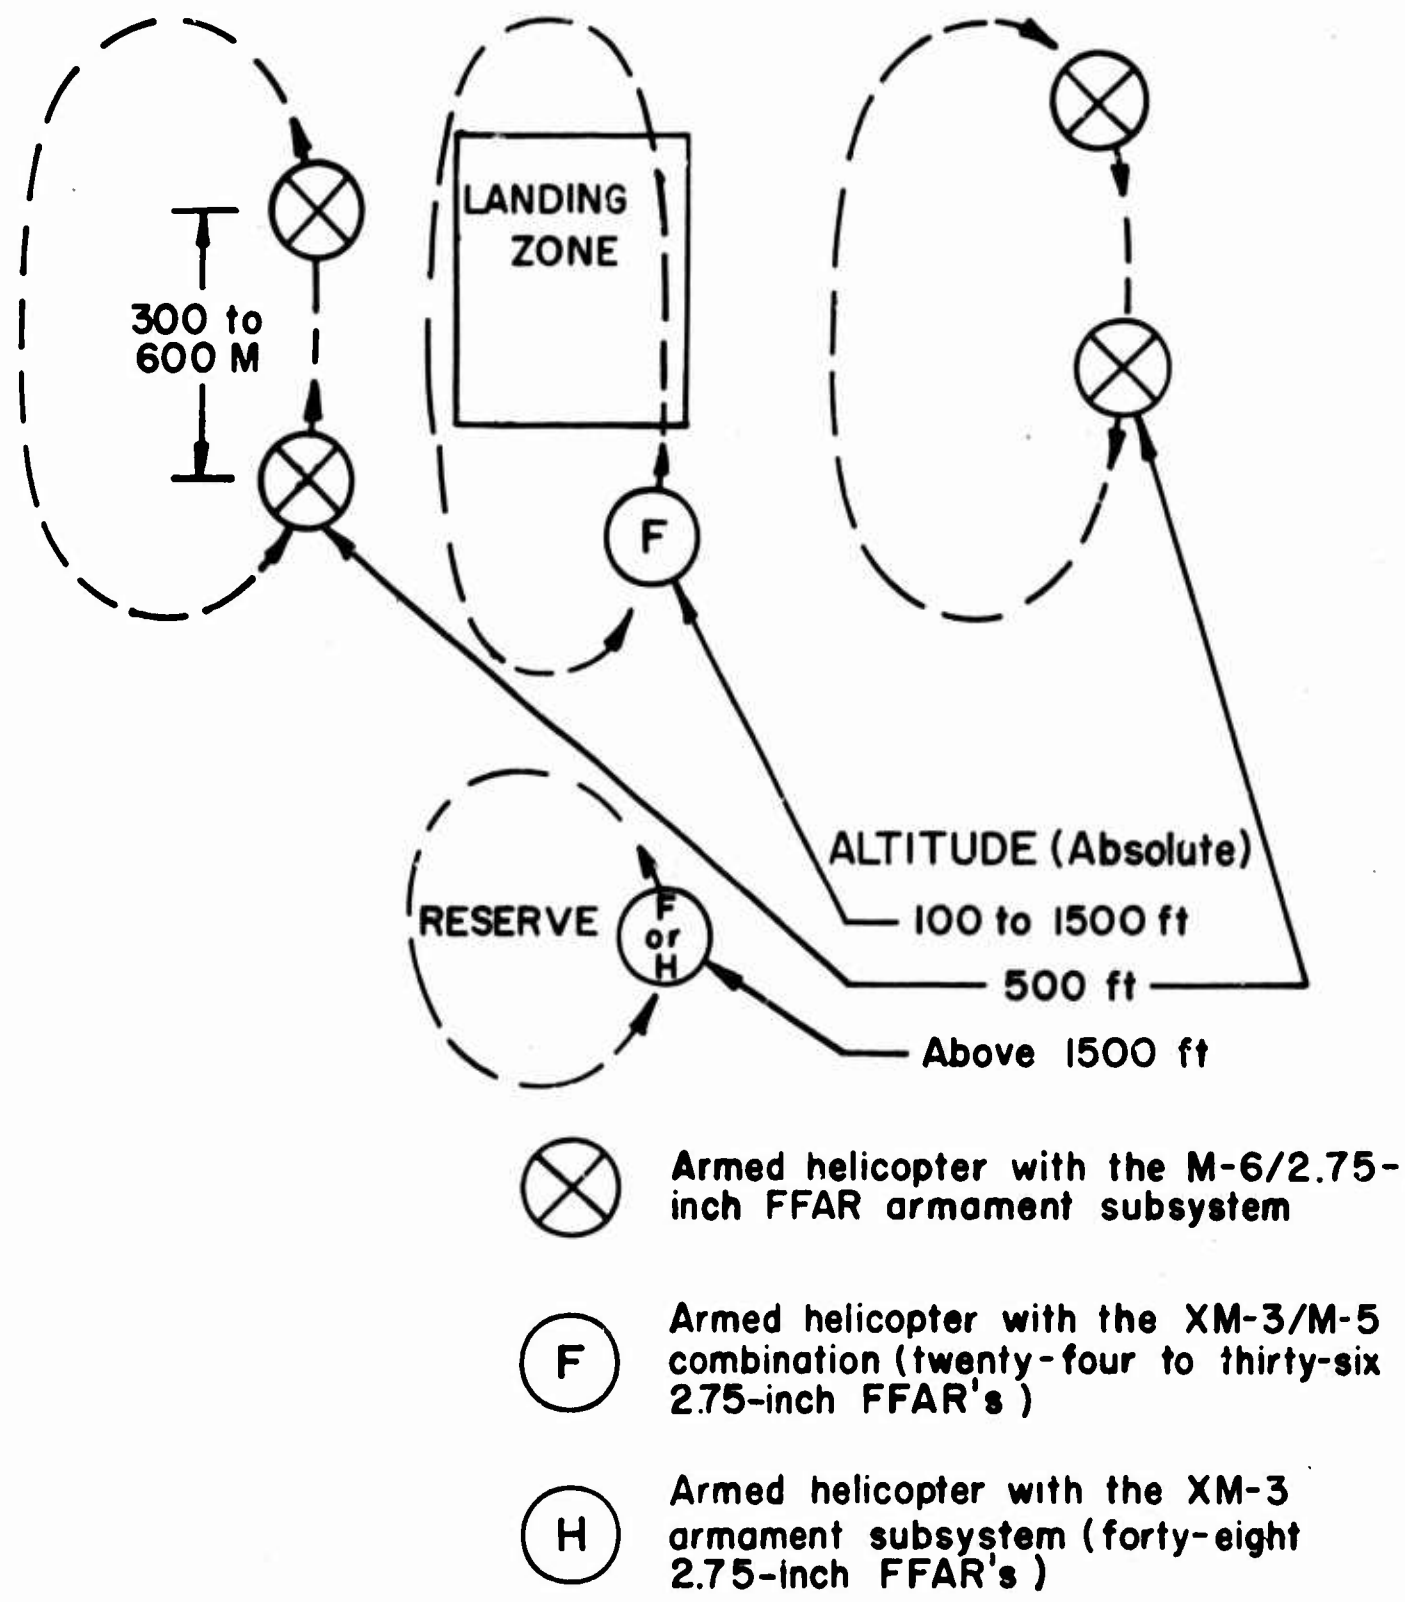 LANDING
ZONE
300 to
600 M
F
ALTITUDE (Absolute)
100 to 1500 ft
RESERVE
F
or
H
500 ft
Above 1500 ft
Armed helicopter with the M-6/2.75-
inch FFAR armament subsystem
F
Armed helicopter with the XM-3/M-5
combination (twenty-four to thirty-six
2.75-inch FFAR's)
H
Armed helicopter with the XM-3
armament subsystem (forty-eight
2.75-inch FFAR's)